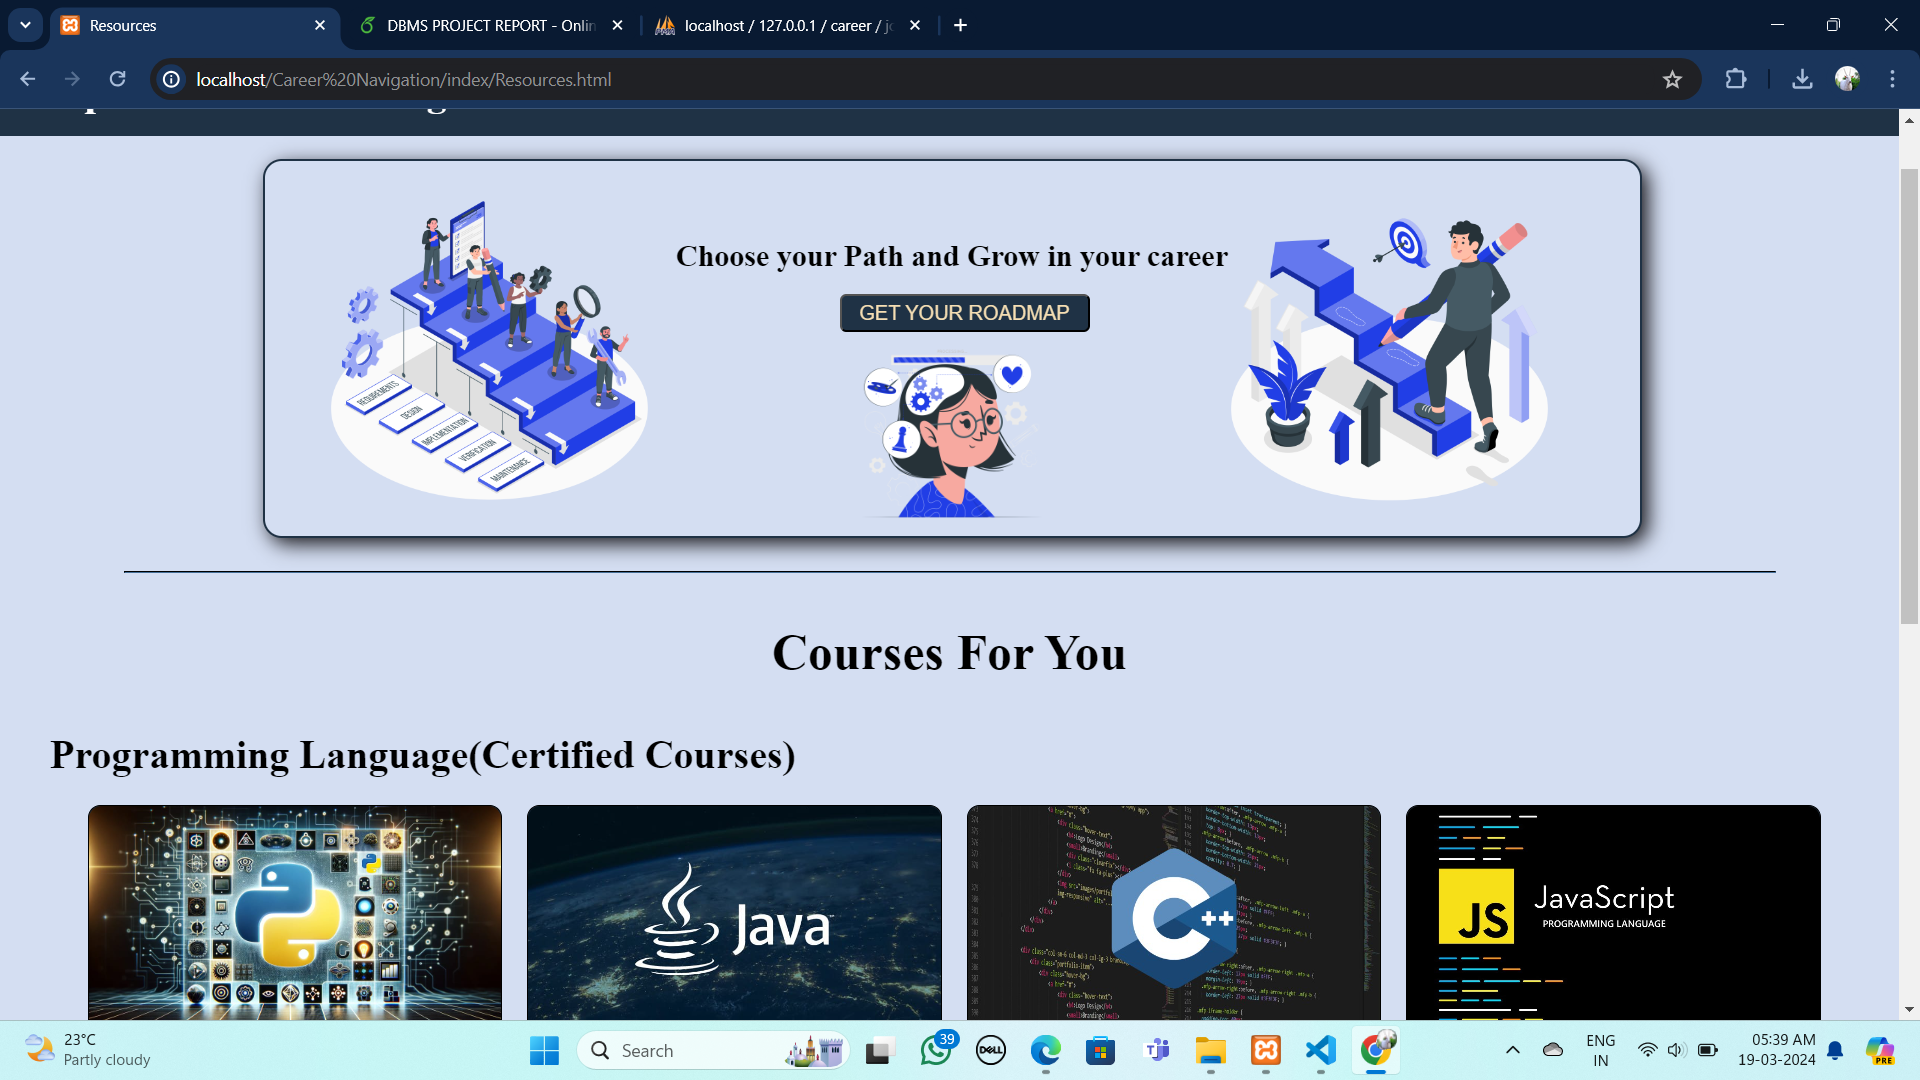 Resources
DBMS PROJECT REPORT - Onlin
localhost / 127.0.0.1 / career / jo
localhost/Career%20Navigation/index/Resources.html
Choose your Path and Grow in your career
GET YOUR ROADMAP
REQUIREMENTS
DESIGN
IMPLEMENTATION
VERIFICATION
MAINTENANCE
Courses For You
Programming Language(Certified Courses)
Java
C++
JS
JavaScript
PROGRAMMING LANGUAGE
23°C
Partly cloudy
Search
39
DELL
ENG
IN
05:39 AM
19-03-2024
PRE